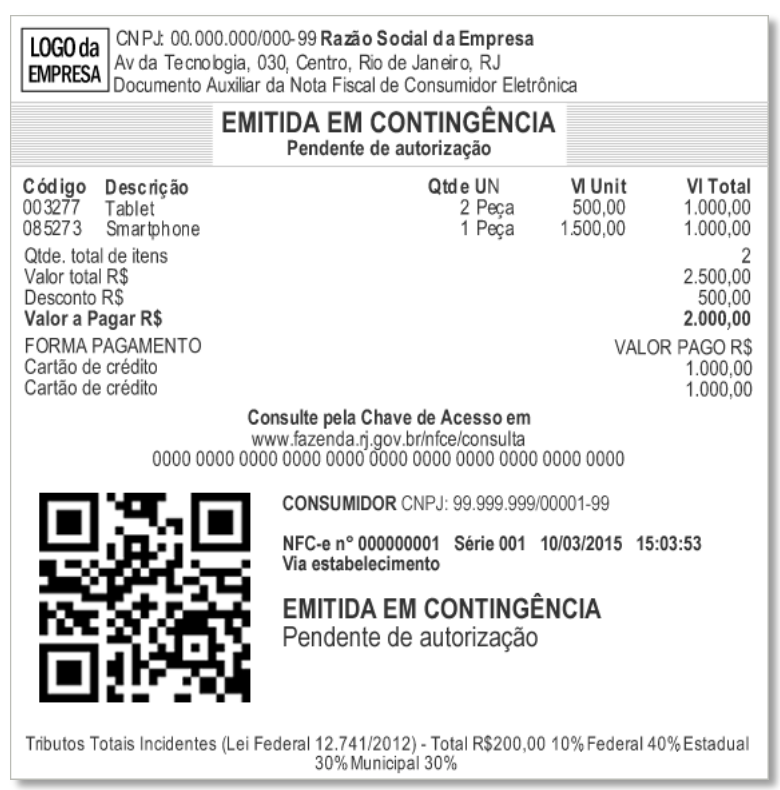 LOGO da
EMPRESA
CNPJ: 00.000.000/000-99 Razão Social da Empresa
Av da Tecnologia, 030, Centro, Rio de Janeiro, RJ
Documento Auxiliar da Nota Fiscal de Consumidor Eletrônica
EMITIDA EM CONTINGÊNCIA
Pendente de autorização
Código Descrição Qtde UN Vl Unit Vl Total
003277 Tablet 2 Peça 500,00 1.000,00
085273 Smartphone 1 Peça 1.500,00 1.000,00
Qtde. total de itens 2
Valor total R$ 2.500,00
Desconto R$ 500,00
Valor a Pagar R$ 2.000,00
FORMA PAGAMENTO VALOR PAGO R$
Cartão de crédito 1.000,00
Cartão de crédito 1.000,00
Consulte pela Chave de Acesso em
www.fazenda.rj.gov.br/nfce/consulta
0000 0000 0000 0000 0000 0000 0000 0000 0000 0000 0000
CONSUMIDOR CNPJ: 99.999.999/00001-99
NFC-e n° 000000001 Série 001 10/03/2015 15:03:53
Via estabelecimento
EMITIDA EM CONTINGÊNCIA
Pendente de autorização
Tributos Totais Incidentes (Lei Federal 12.741/2012) - Total R$200,00 10% Federal 40% Estadual
30% Municipal 30%